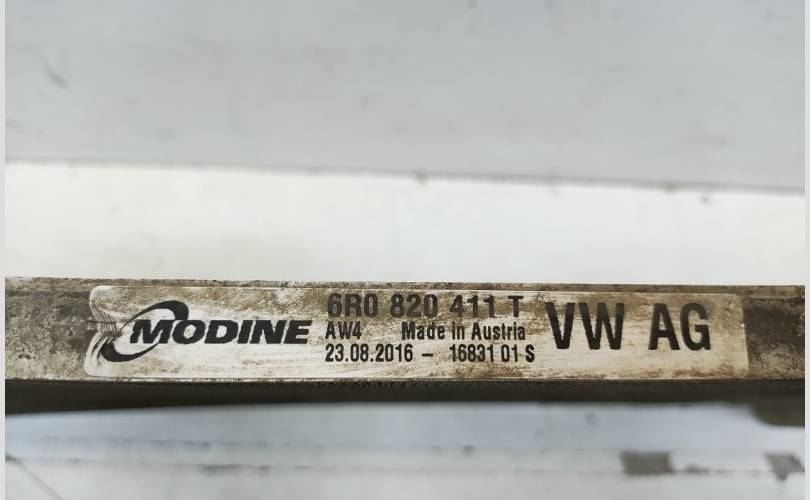 MODINE
6R0 820 411 T
AW4 Made in Austria
23.08.2016 – 16831 01 S
VW AG